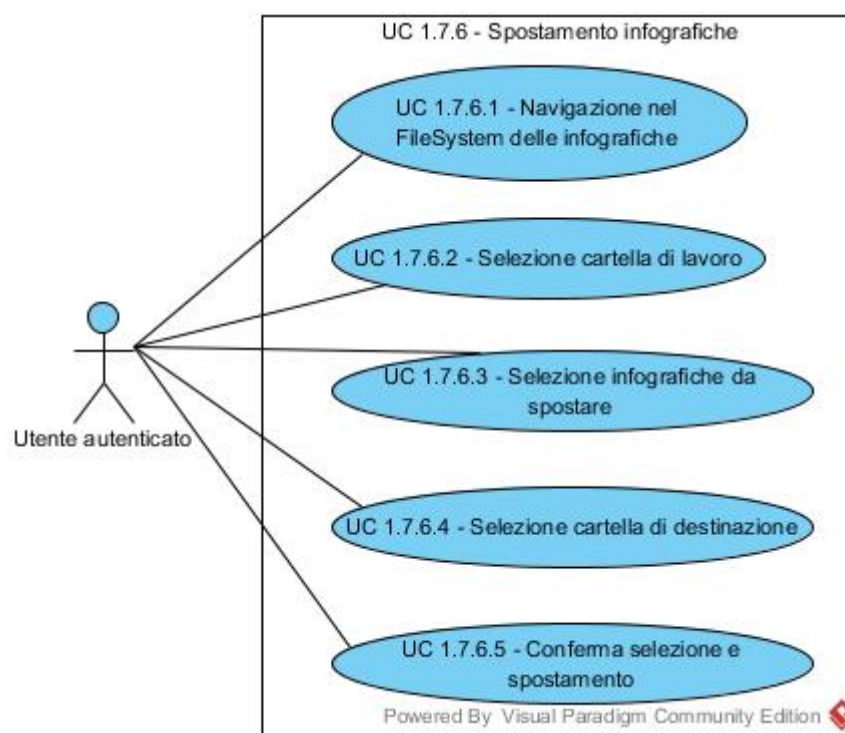 UC 1.7.6 - Spostamento infografiche
UC 1.7.6.1 - Navigazione nel
FileSystem delle infografiche
UC 1.7.6.2 - Selezione cartella di lavoro
UC 1.7.6.3 - Selezione infografiche da
spostare
Utente autenticato
UC 1.7.6.4 - Selezione cartella di destinazione
UC 1.7.6.5 - Conferma selezione e
spostamento
Powered By Visual Paradigm Community Edition